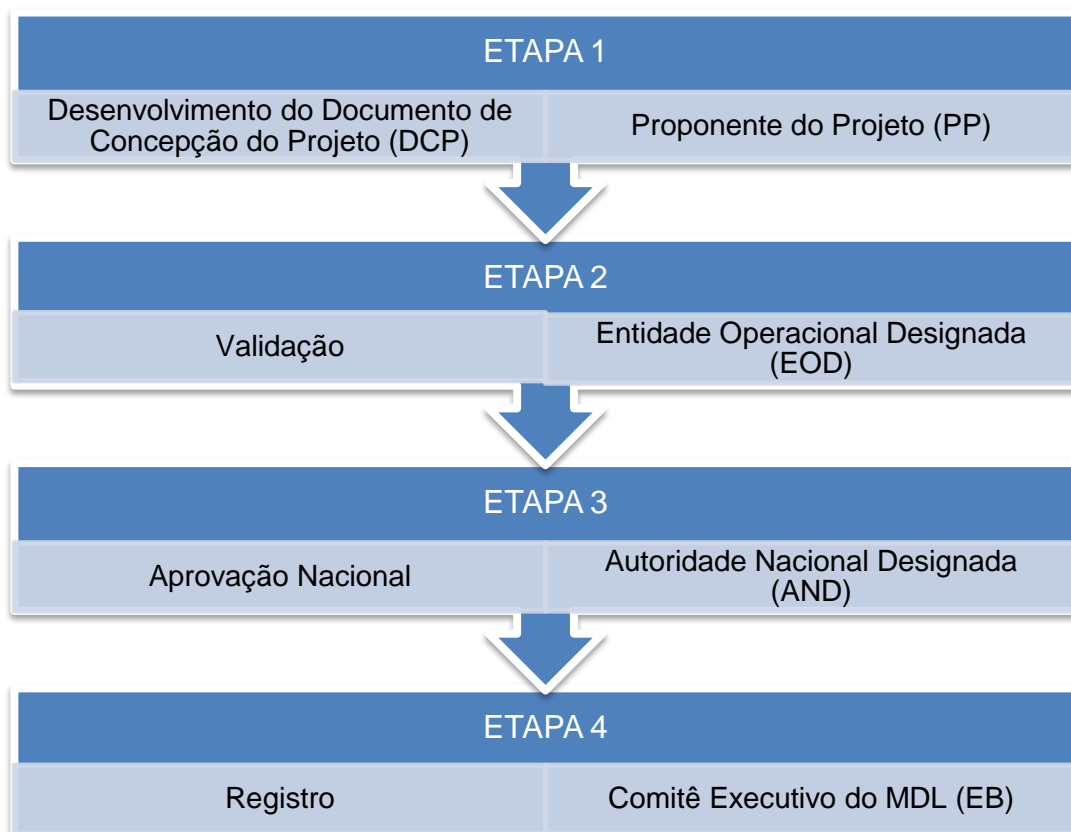 ETAPA 1
Desenvolvimento do Documento de
Concepção do Projeto (DCP)
Proponente do Projeto (PP)
ETAPA 2
Validação
Entidade Operacional Designada
(EOD)
ETAPA 3
Aprovação Nacional
Autoridade Nacional Designada
(AND)
ETAPA 4
Registro
Comitê Executivo do MDL (EB)